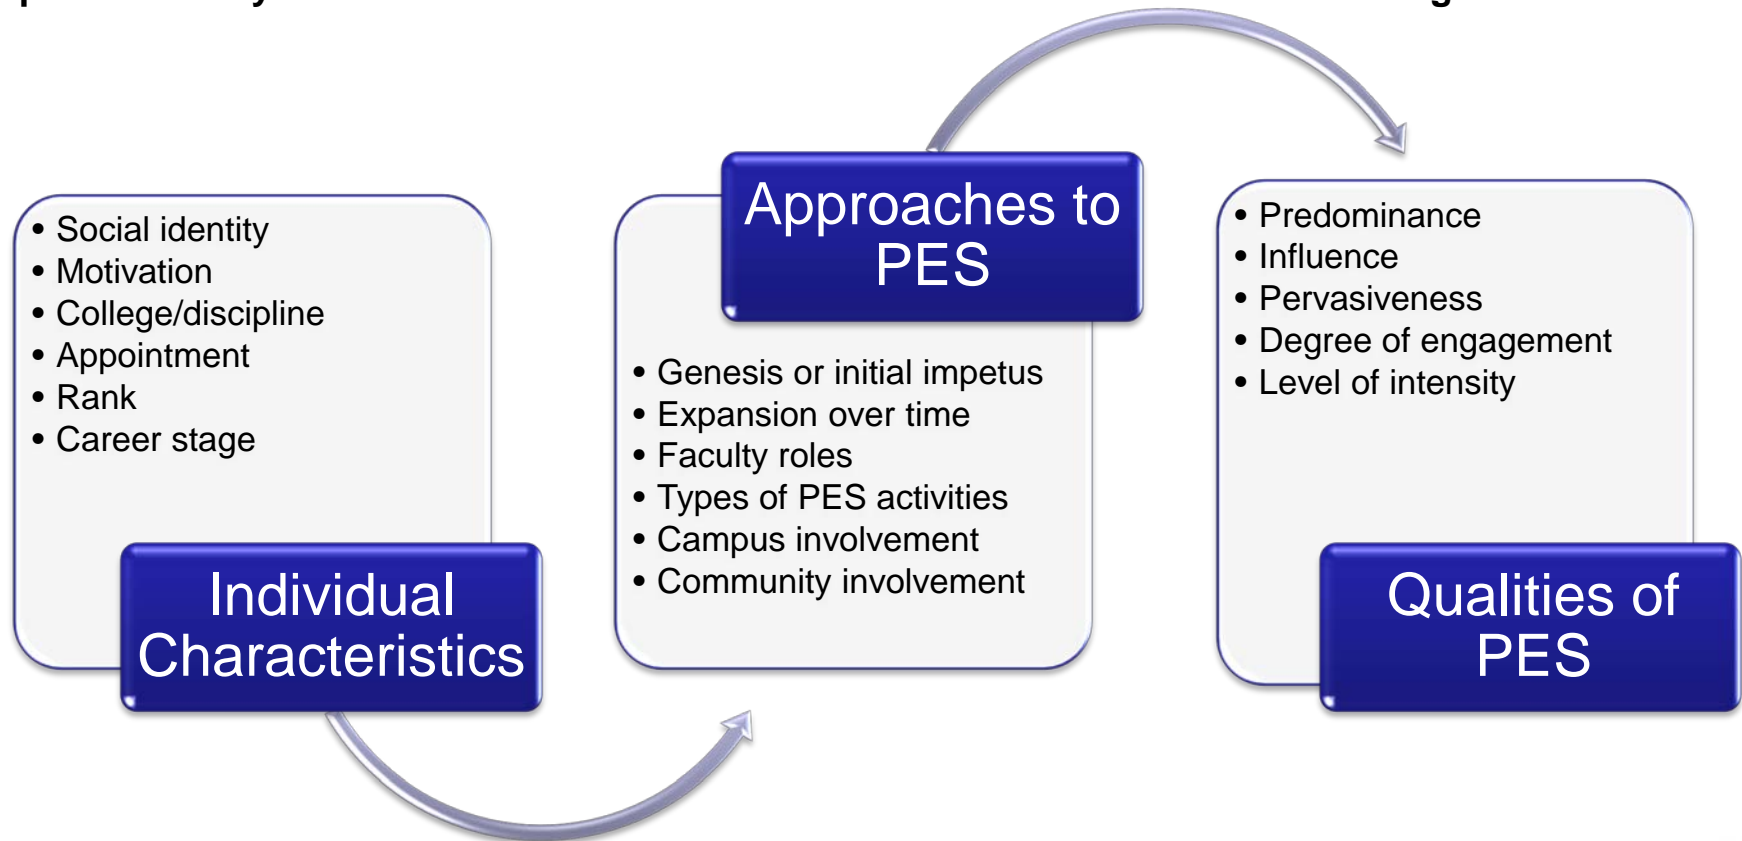 • Social identity
• Motivation
• College/discipline
• Appointment
• Rank
• Career stage
Individual
Characteristics
Approaches to
PES
• Genesis or initial impetus
• Expansion over time
• Faculty roles
• Types of PES activities
• Campus involvement
• Community involvement
• Predominance
• Influence
• Pervasiveness
• Degree of engagement
• Level of intensity
Qualities of
PES